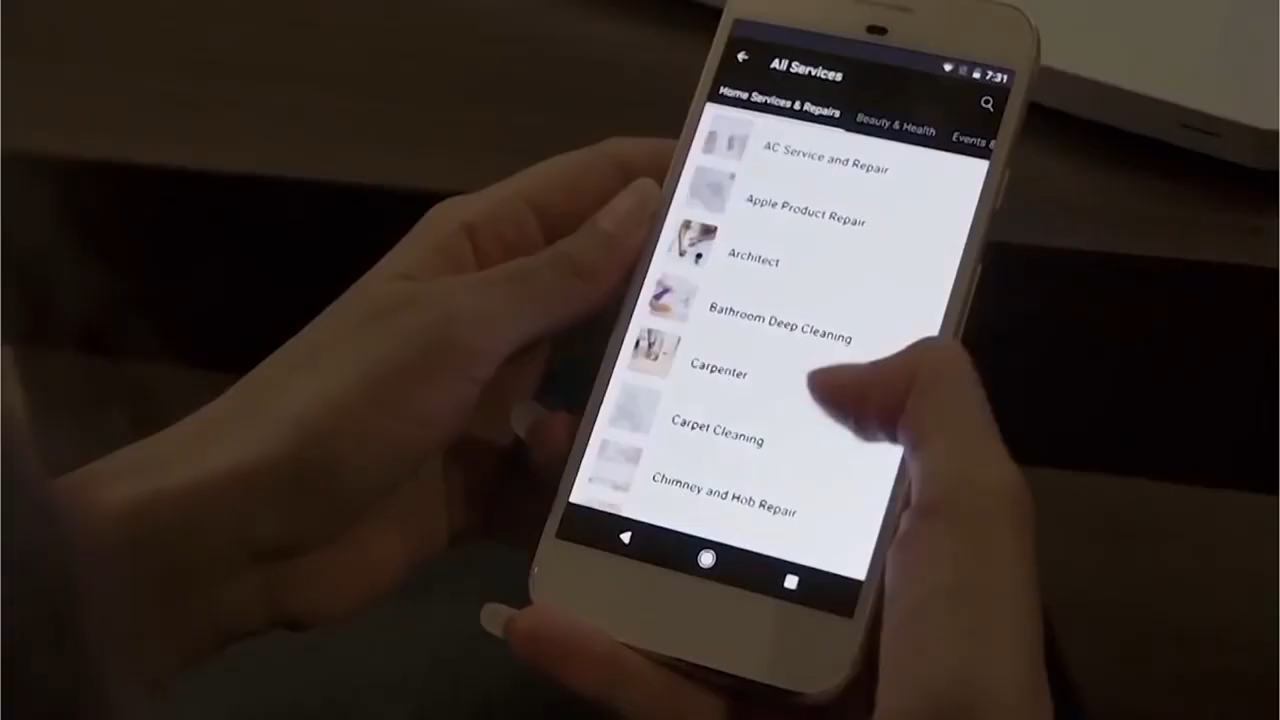 7:31
All Services
Home Services & Repairs
Beauty & Health
Events &
AC Service and Repair
Apple Product Repair
Architect
Bathroom Deep Cleaning
Carpenter
Carpet Cleaning
Chimney and Hob Repair